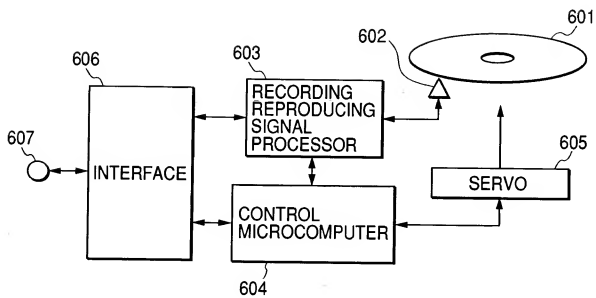 601
602
603
606
RECORDING
REPRODUCING
SIGNAL
PROCESSOR
607
605
INTERFACE
SERVO
CONTROL
MICROCOMPUTER
604